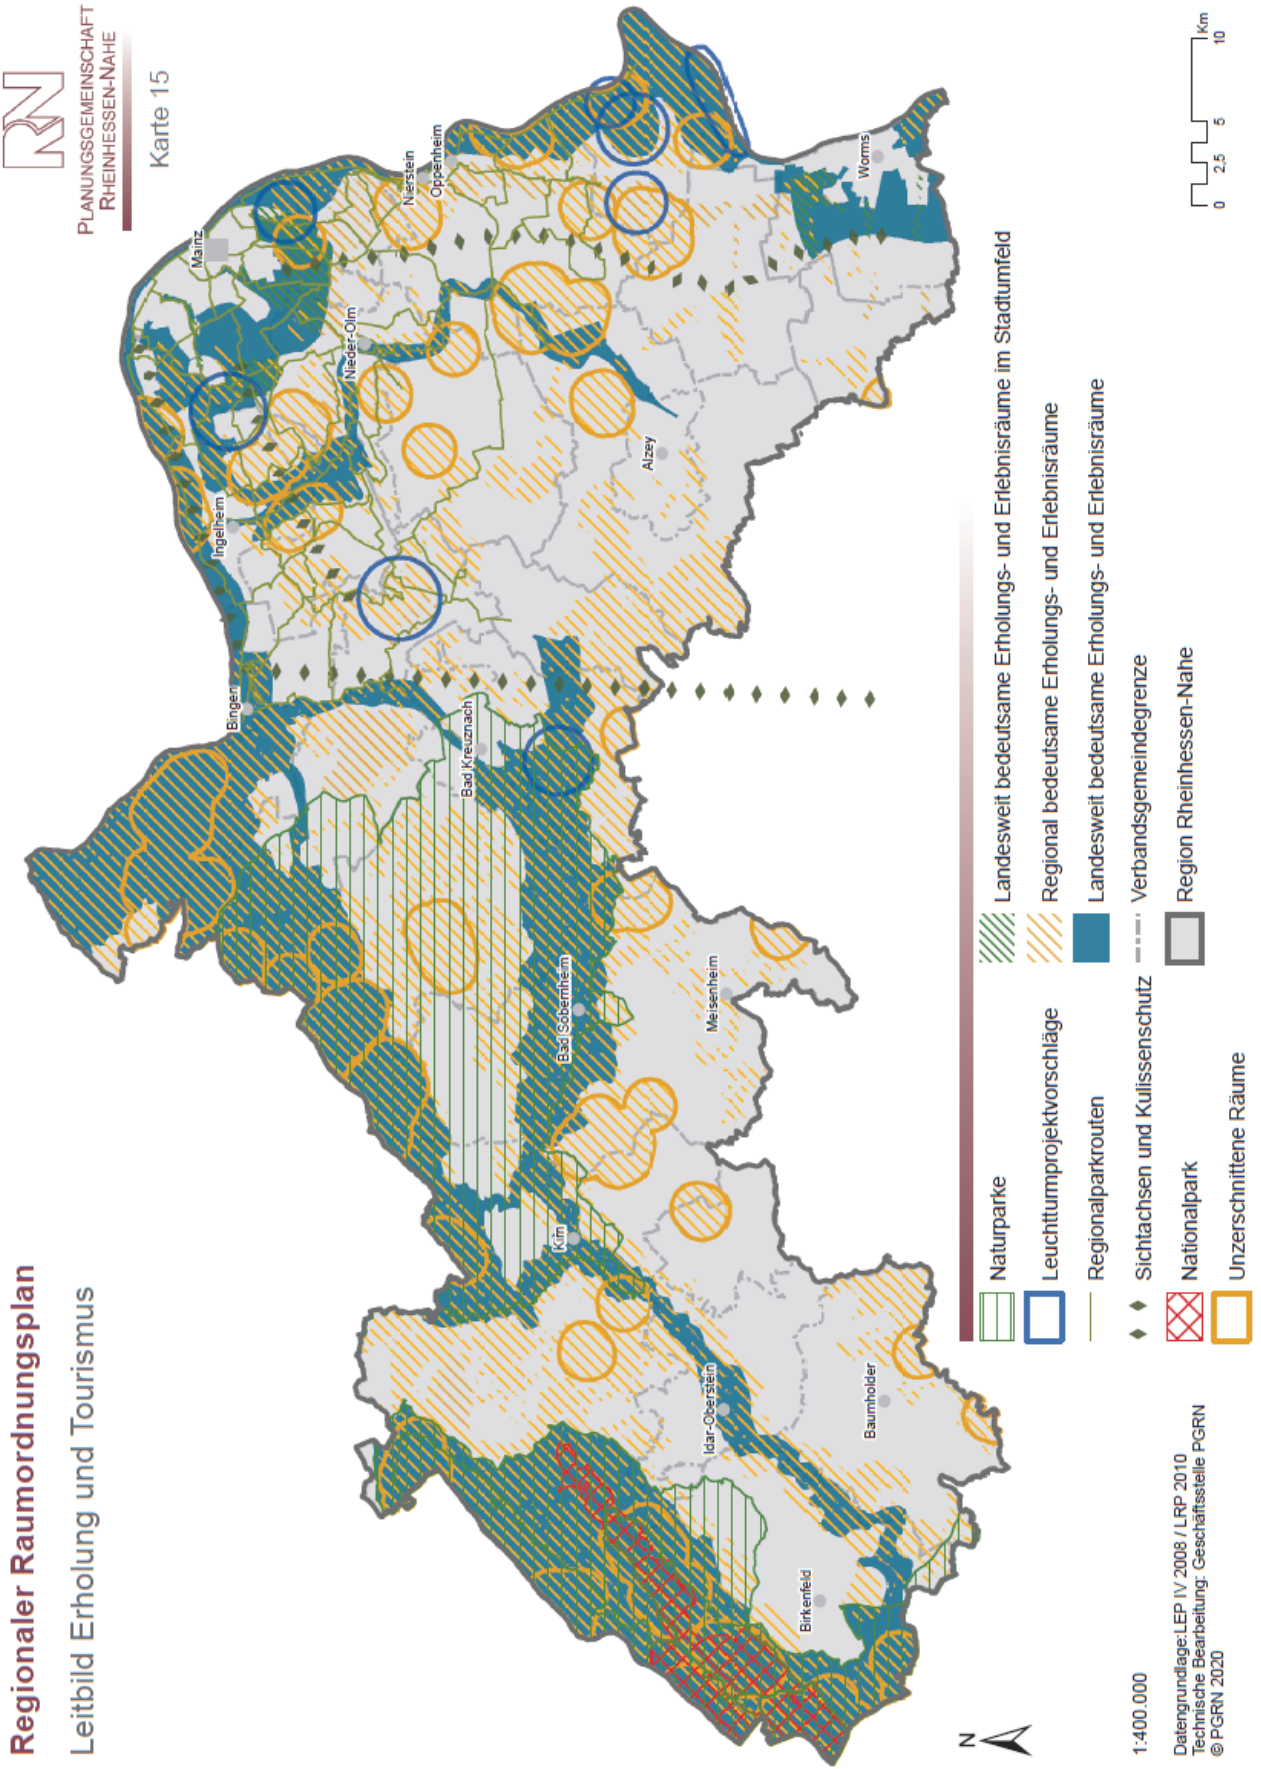 Regionaler Raumordnungsplan
Leitbild Erholung und Tourismus
RN
PLANUNGSGEMEINSCHAFT
RHEINHESSEN-NAHE
Karte 15
Mainz
Nierstein
Oppenheim
Nieder-Olm
Ingelheim
Bingen
Worms
Alzey
Bad Kreuznach
Bad Sobernheim
Meisenheim
Kirn
Idar-Oberstein
Baumholder
Birkenfeld
N
1:400.000
Datengrundlage:LEP IV 2008 / LRP 2010
Technische Bearbeitung: Geschäftsstelle PGRN
© PGRN 2020
Naturparke
Leuchtturmprojektvorschläge
Regionalparkrouten
Sichtachsen und Kulissenschutz
Nationalpark
Unzerschnittene Räume
Landesweit bedeutsame Erholungs- und Erlebnisräume im Stadtumfeld
Regional bedeutsame Erholungs- und Erlebnisräume
Landesweit bedeutsame Erholungs- und Erlebnisräume
Verbandsgemeindegrenze
Region Rheinhessen-Nahe
0 2,5 5 10
Km